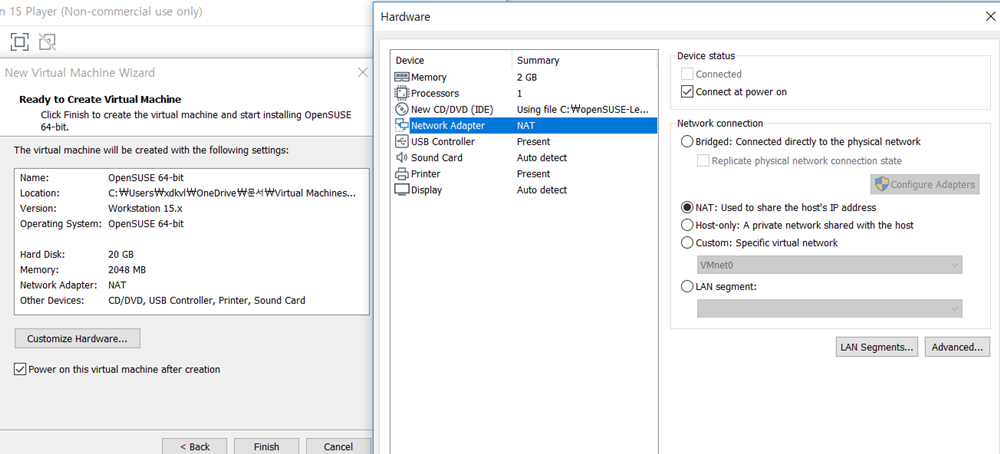 n 15 Player (Non-commercial use only)
New Virtual Machine Wizard
Ready to Create Virtual Machine
Click Finish to create the virtual machine and start installing OpenSUSE
64-bit.
The virtual machine will be created with the following settings:
Name: OpenSUSE 64-bit
Location: C:₩Users₩xdkvl₩OneDrive₩문서₩Virtual Machines...
Version: Workstation 15.x
Operating System: OpenSUSE 64-bit
Hard Disk: 20 GB
Memory: 2048 MB
Network Adapter: NAT
Other Devices: CD/DVD, USB Controller, Printer, Sound Card
Customize Hardware...
Power on this virtual machine after creation
< Back Finish Cancel
Hardware
Device Summary
Memory 2 GB
Processors 1
New CD/DVD (IDE) Using file C:₩openSUSE-Le...
Network Adapter NAT
USB Controller Present
Sound Card Auto detect
Printer Present
Display Auto detect
Device status
Connected
Connect at power on
Network connection
Bridged: Connected directly to the physical network
Replicate physical network connection state
Configure Adapters
NAT: Used to share the host's IP address
Host-only: A private network shared with the host
Custom: Specific virtual network
VMnet0
LAN segment:
LAN Segments... Advanced...